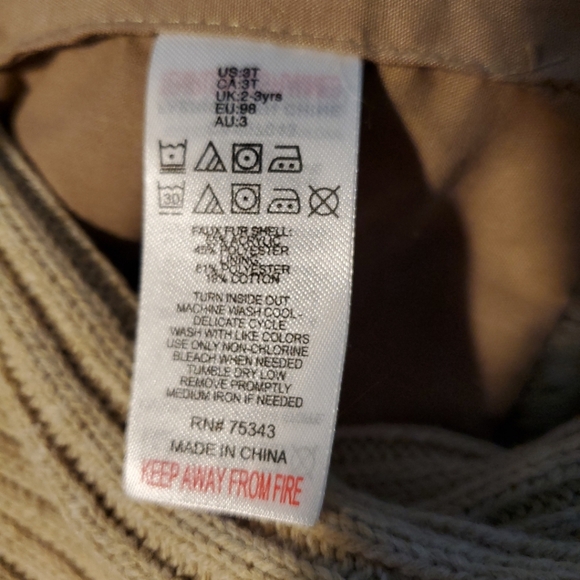 US:3T
CA:3T
UK:2-3yrs
EU:98
AU:3
30
FAUX FUR SHELL:
ACRYLIC
45% POLYESTER
LINING:
81% POLYESTER
19% COTTON
TURN INSIDE OUT
MACHINE WASH COOL-
DELICATE CYCLE
WASH WITH LIKE COLORS
USE ONLY NON-CHLORINE
BLEACH WHEN NEEDED
TUMBLE DRY LOW
REMOVE PROMPTLY
MEDIUM IRON IF NEEDED
RN# 75343
MADE IN CHINA
KEEP AWAY FROM FIRE